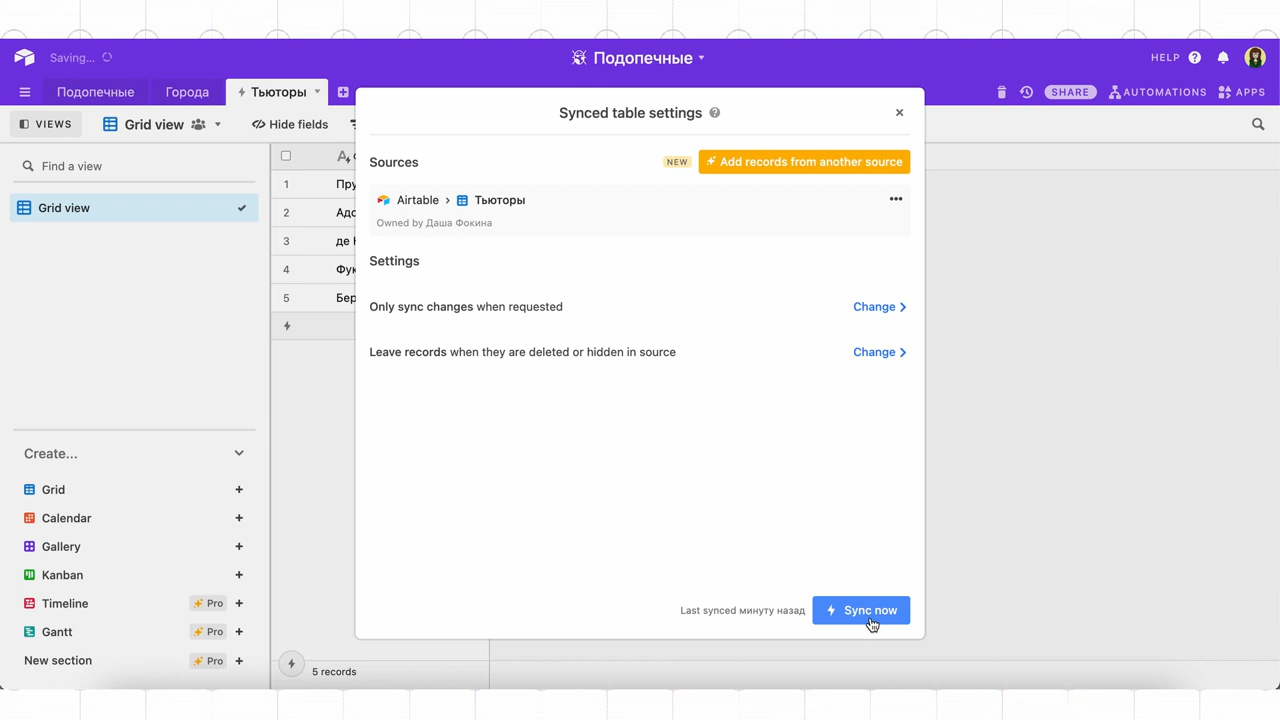 Saving...
Подопечные
HELP
Подопечные
Города
Тьюторы
SHARE
AUTOMATIONS
APPS
VIEWS
Grid view
Hide fields
Find a view
Grid view
1
Пру
2
3
де
4
Фук
5
Бер
5 records
Create...
Grid
Calendar
Gallery
Kanban
Timeline
Pro
Gantt
Pro
New section
Pro
Synced table settings
Sources
NEW
Add records from another source
Airtable › Тьюторы
Owned by Даша Фокина
Settings
Only sync changes when requested
Change
Leave records when they are deleted or hidden in source
Change
Last synced минуту назад
Sync now